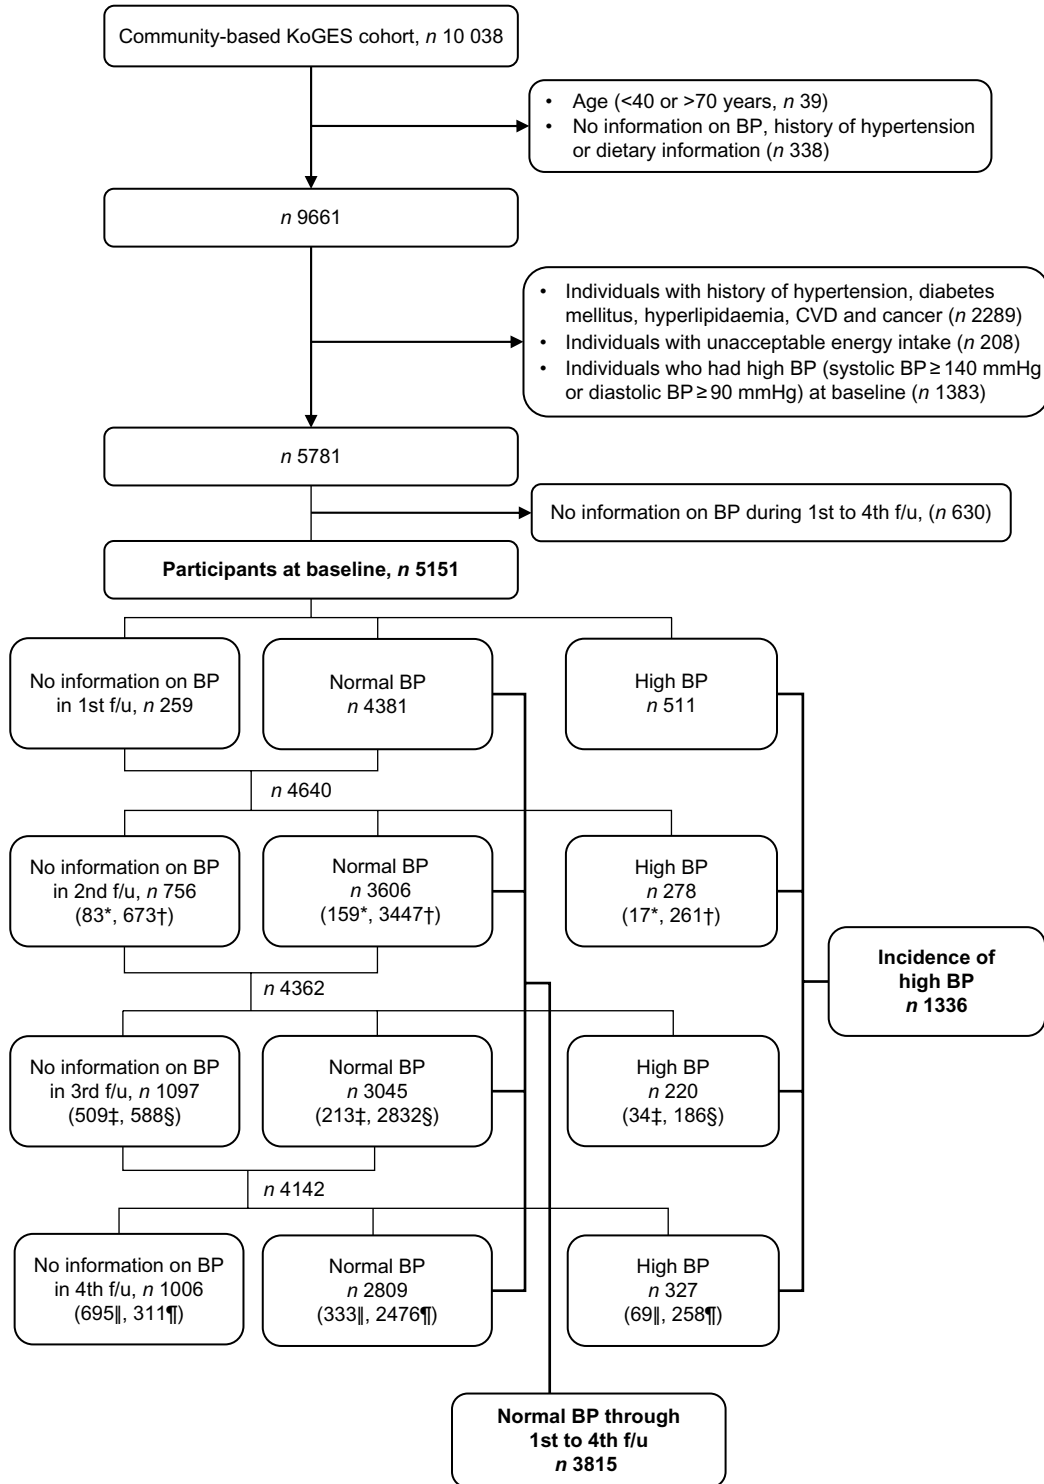 Community-based KoGES cohort, n 10 038
• Age (<40 or >70 years, n 39)
• No information on BP, history of hypertension
or dietary information (n 338)
n 9661
• Individuals with history of hypertension, diabetes
mellitus, hyperlipidaemia, CVD and cancer (n 2289)
• Individuals with unacceptable energy intake (n 208)
• Individuals who had high BP (systolic BP ≥ 140 mmHg
or diastolic BP ≥ 90 mmHg) at baseline (n 1383)
n 5781
No information on BP during 1st to 4th f/u, (n 630)
Participants at baseline, n 5151
No information on BP
in 1st f/u, n 259
Normal BP
n 4381
High BP
n 511
n 4640
No information on BP
in 2nd f/u, n 756
(83*, 673†)
Normal BP
n 3606
(159*, 3447†)
High BP
n 278
(17*, 261†)
Incidence of
high BP
n 1336
n 4362
No information on BP
in 3rd f/u, n 1097
(509‡, 588§)
Normal BP
n 3045
(213‡, 2832§)
High BP
n 220
(34‡, 186§)
n 4142
No information on BP
in 4th f/u, n 1006
(695‖, 311¶)
Normal BP
n 2809
(333‖, 2476¶)
High BP
n 327
(69‖, 258¶)
Normal BP through
1st to 4th f/u
n 3815